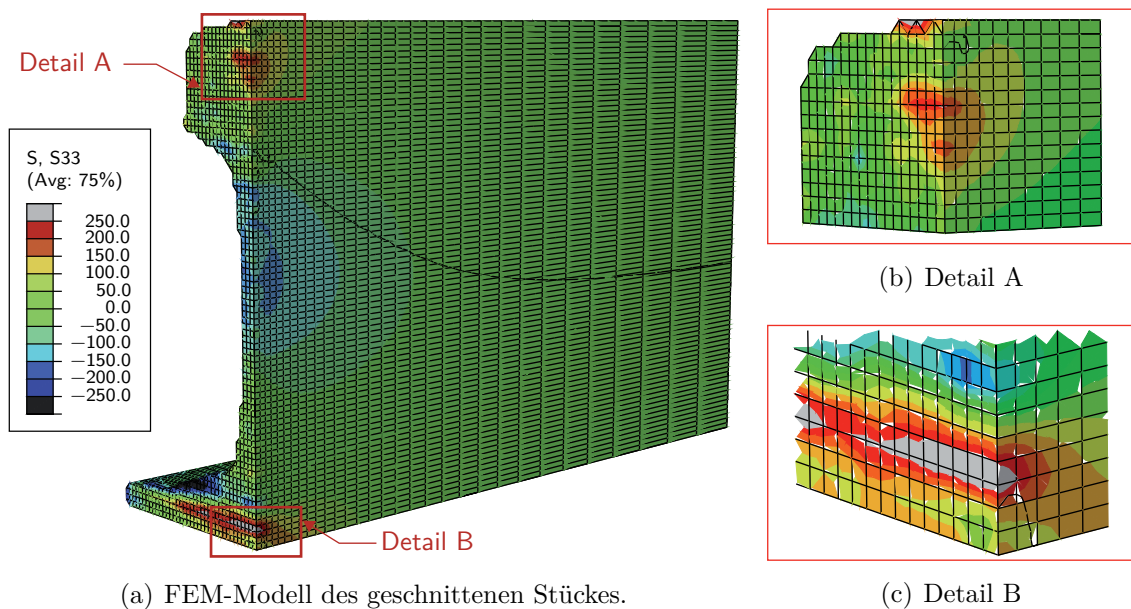 Detail A
S, S33
(Avg: 75%)
250.0
200.0
150.0
100.0
50.0
0.0
−50.0
−100.0
−150.0
−200.0
−250.0
Detail B
(a) FEM-Modell des geschnittenen Stückes.
(b) Detail A
(c) Detail B